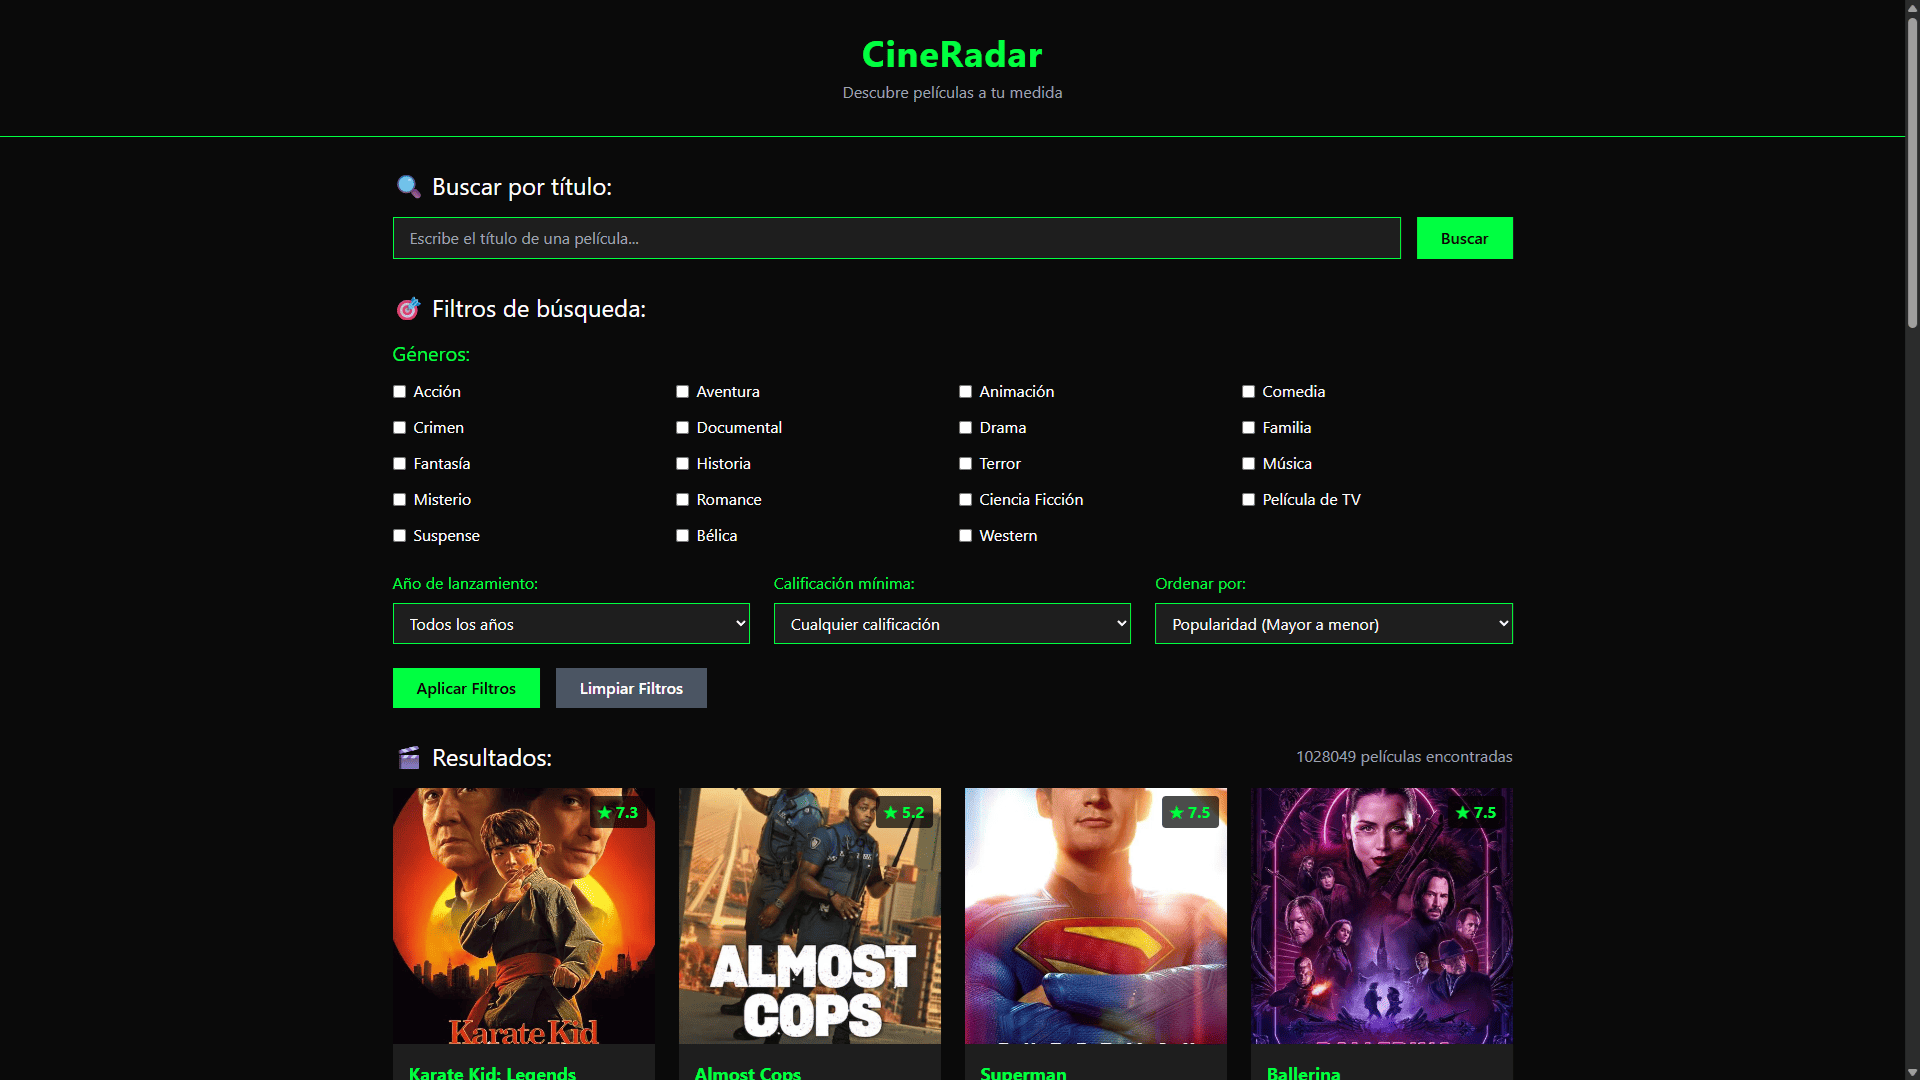 CineRadar
Descubre películas a tu medida
Buscar por título:
Escribe el título de una película...
Buscar
Filtros de búsqueda:
Géneros:
Acción
Aventura
Animación
Comedia
Crimen
Documental
Drama
Familia
Fantasía
Historia
Terror
Música
Misterio
Romance
Ciencia Ficción
Película de TV
Suspense
Bélica
Western
Año de lanzamiento:
Calificación mínima:
Ordenar por:
Todos los años
Cualquier calificación
Popularidad (Mayor a menor)
Aplicar Filtros
Limpiar Filtros
Resultados:
1028049 películas encontradas
★ 7.3
★ 5.2
★ 7.5
★ 7.5
Karate Kid
ALMOST
COPS
Karate Kid: Legends
Almost Cops
Superman
Ballerina